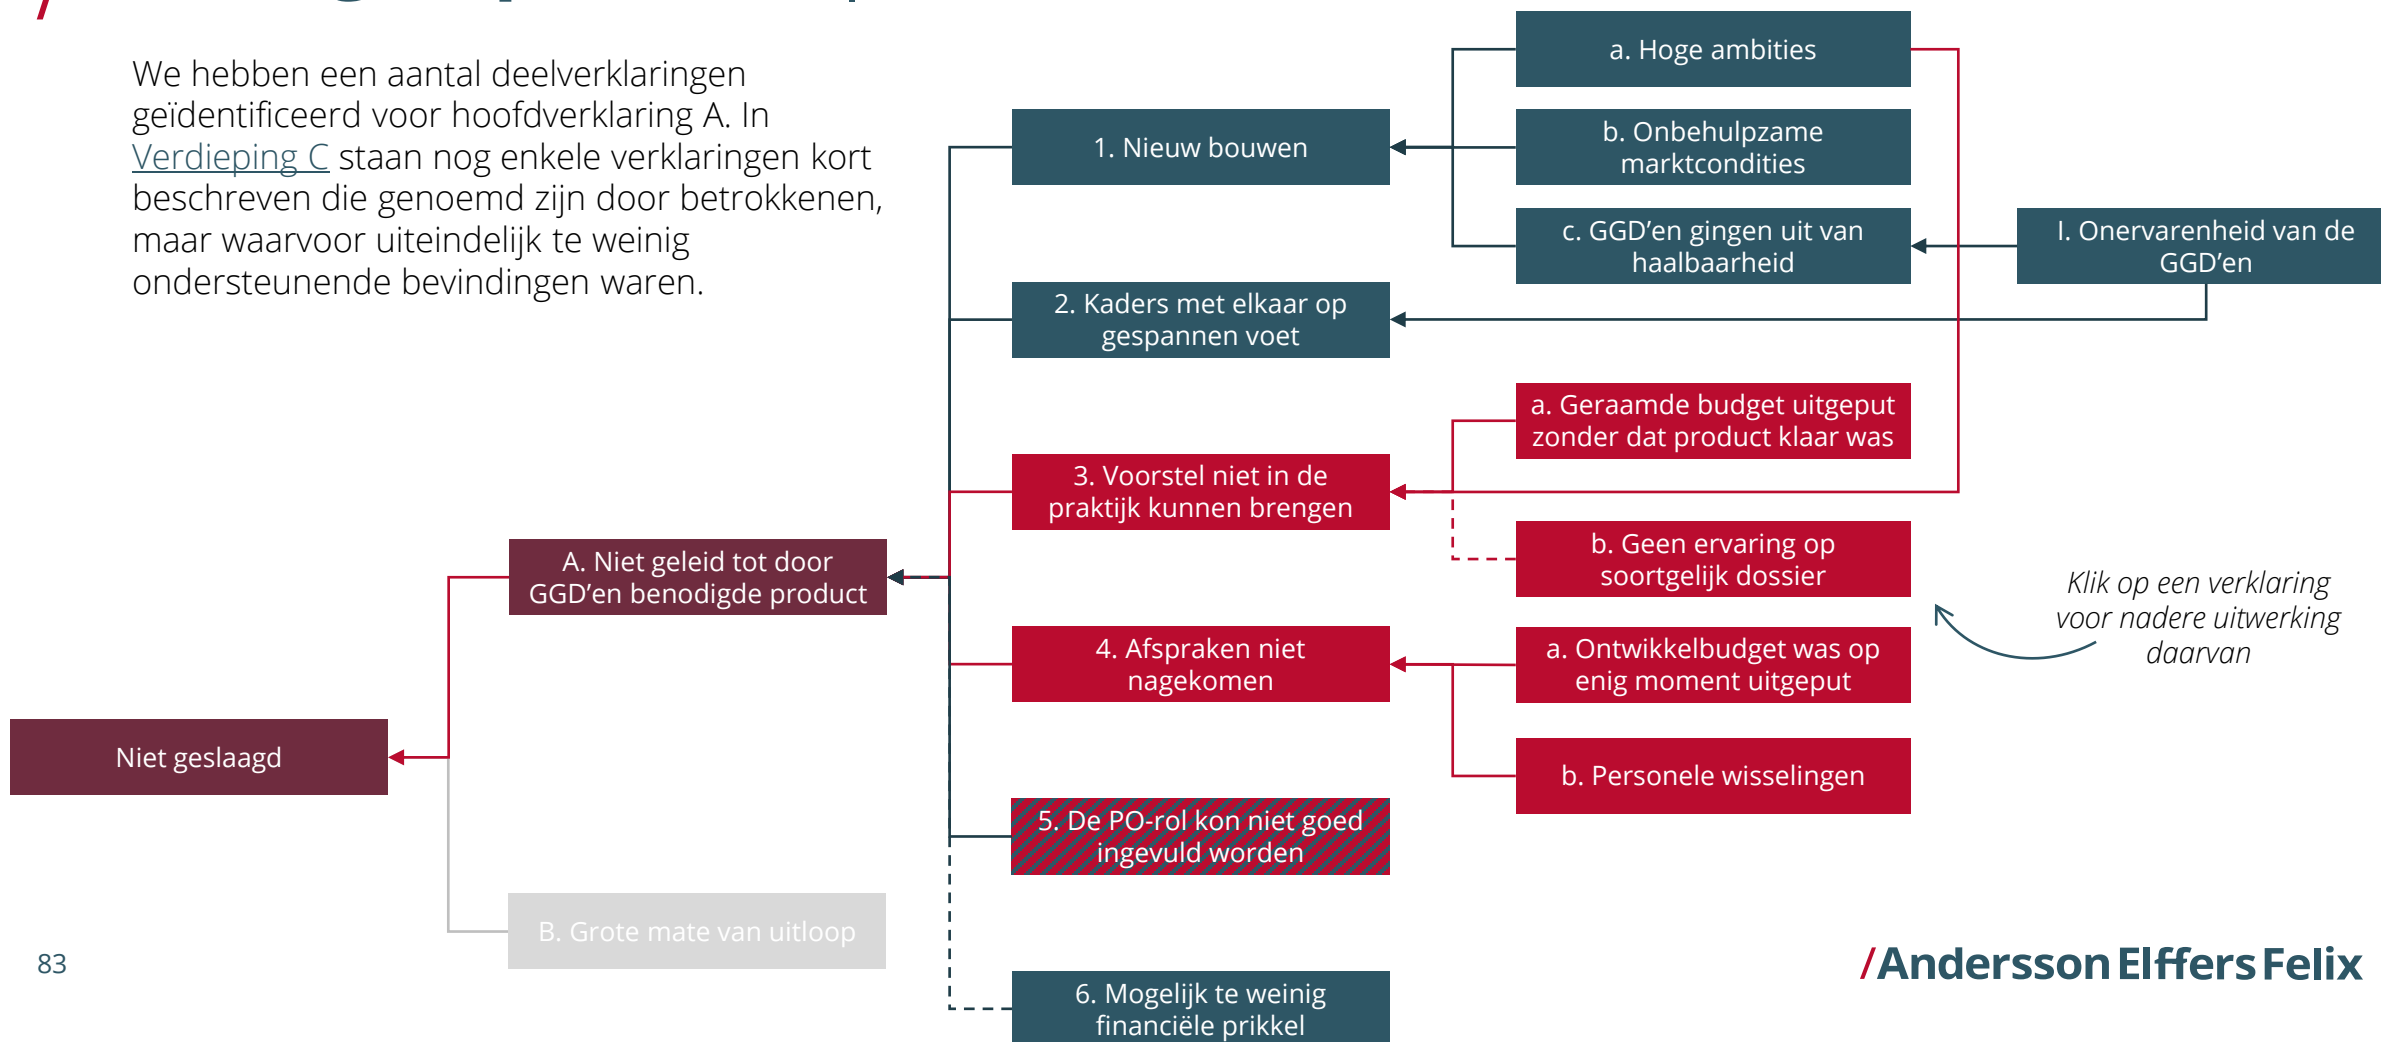 We hebben een aantal deelverklaringen
geïdentificeerd voor hoofdverklaring A. In
Verdieping C staan nog enkele verklaringen kort
beschreven die genoemd zijn door betrokkenen,
maar waarvoor uiteindelijk te weinig
ondersteunende bevindingen waren.
a. Hoge ambities
1. Nieuw bouwen
b. Onbehulpzame
marktcondities
c. GGD’en gingen uit van
haalbaarheid
I. Onervarenheid van de
GGD’en
2. Kaders met elkaar op
gespannen voet
a. Geraamde budget uitgeput
zonder dat product klaar was
3. Voorstel niet in de
praktijk kunnen brengen
b. Geen ervaring op
soortgelijk dossier
A. Niet geleid tot door
GGD’en benodigde product
Klik op een verklaring
voor nadere uitwerking
daarvan
4. Afspraken niet
nagekomen
a. Ontwikkelbudget was op
enig moment uitgeput
Niet geslaagd
b. Personele wisselingen
5. De PO-rol kon niet goed
ingevuld worden
B. Grote mate van uitloop
6. Mogelijk te weinig
financiële prikkel
83
/Andersson Elffers Felix